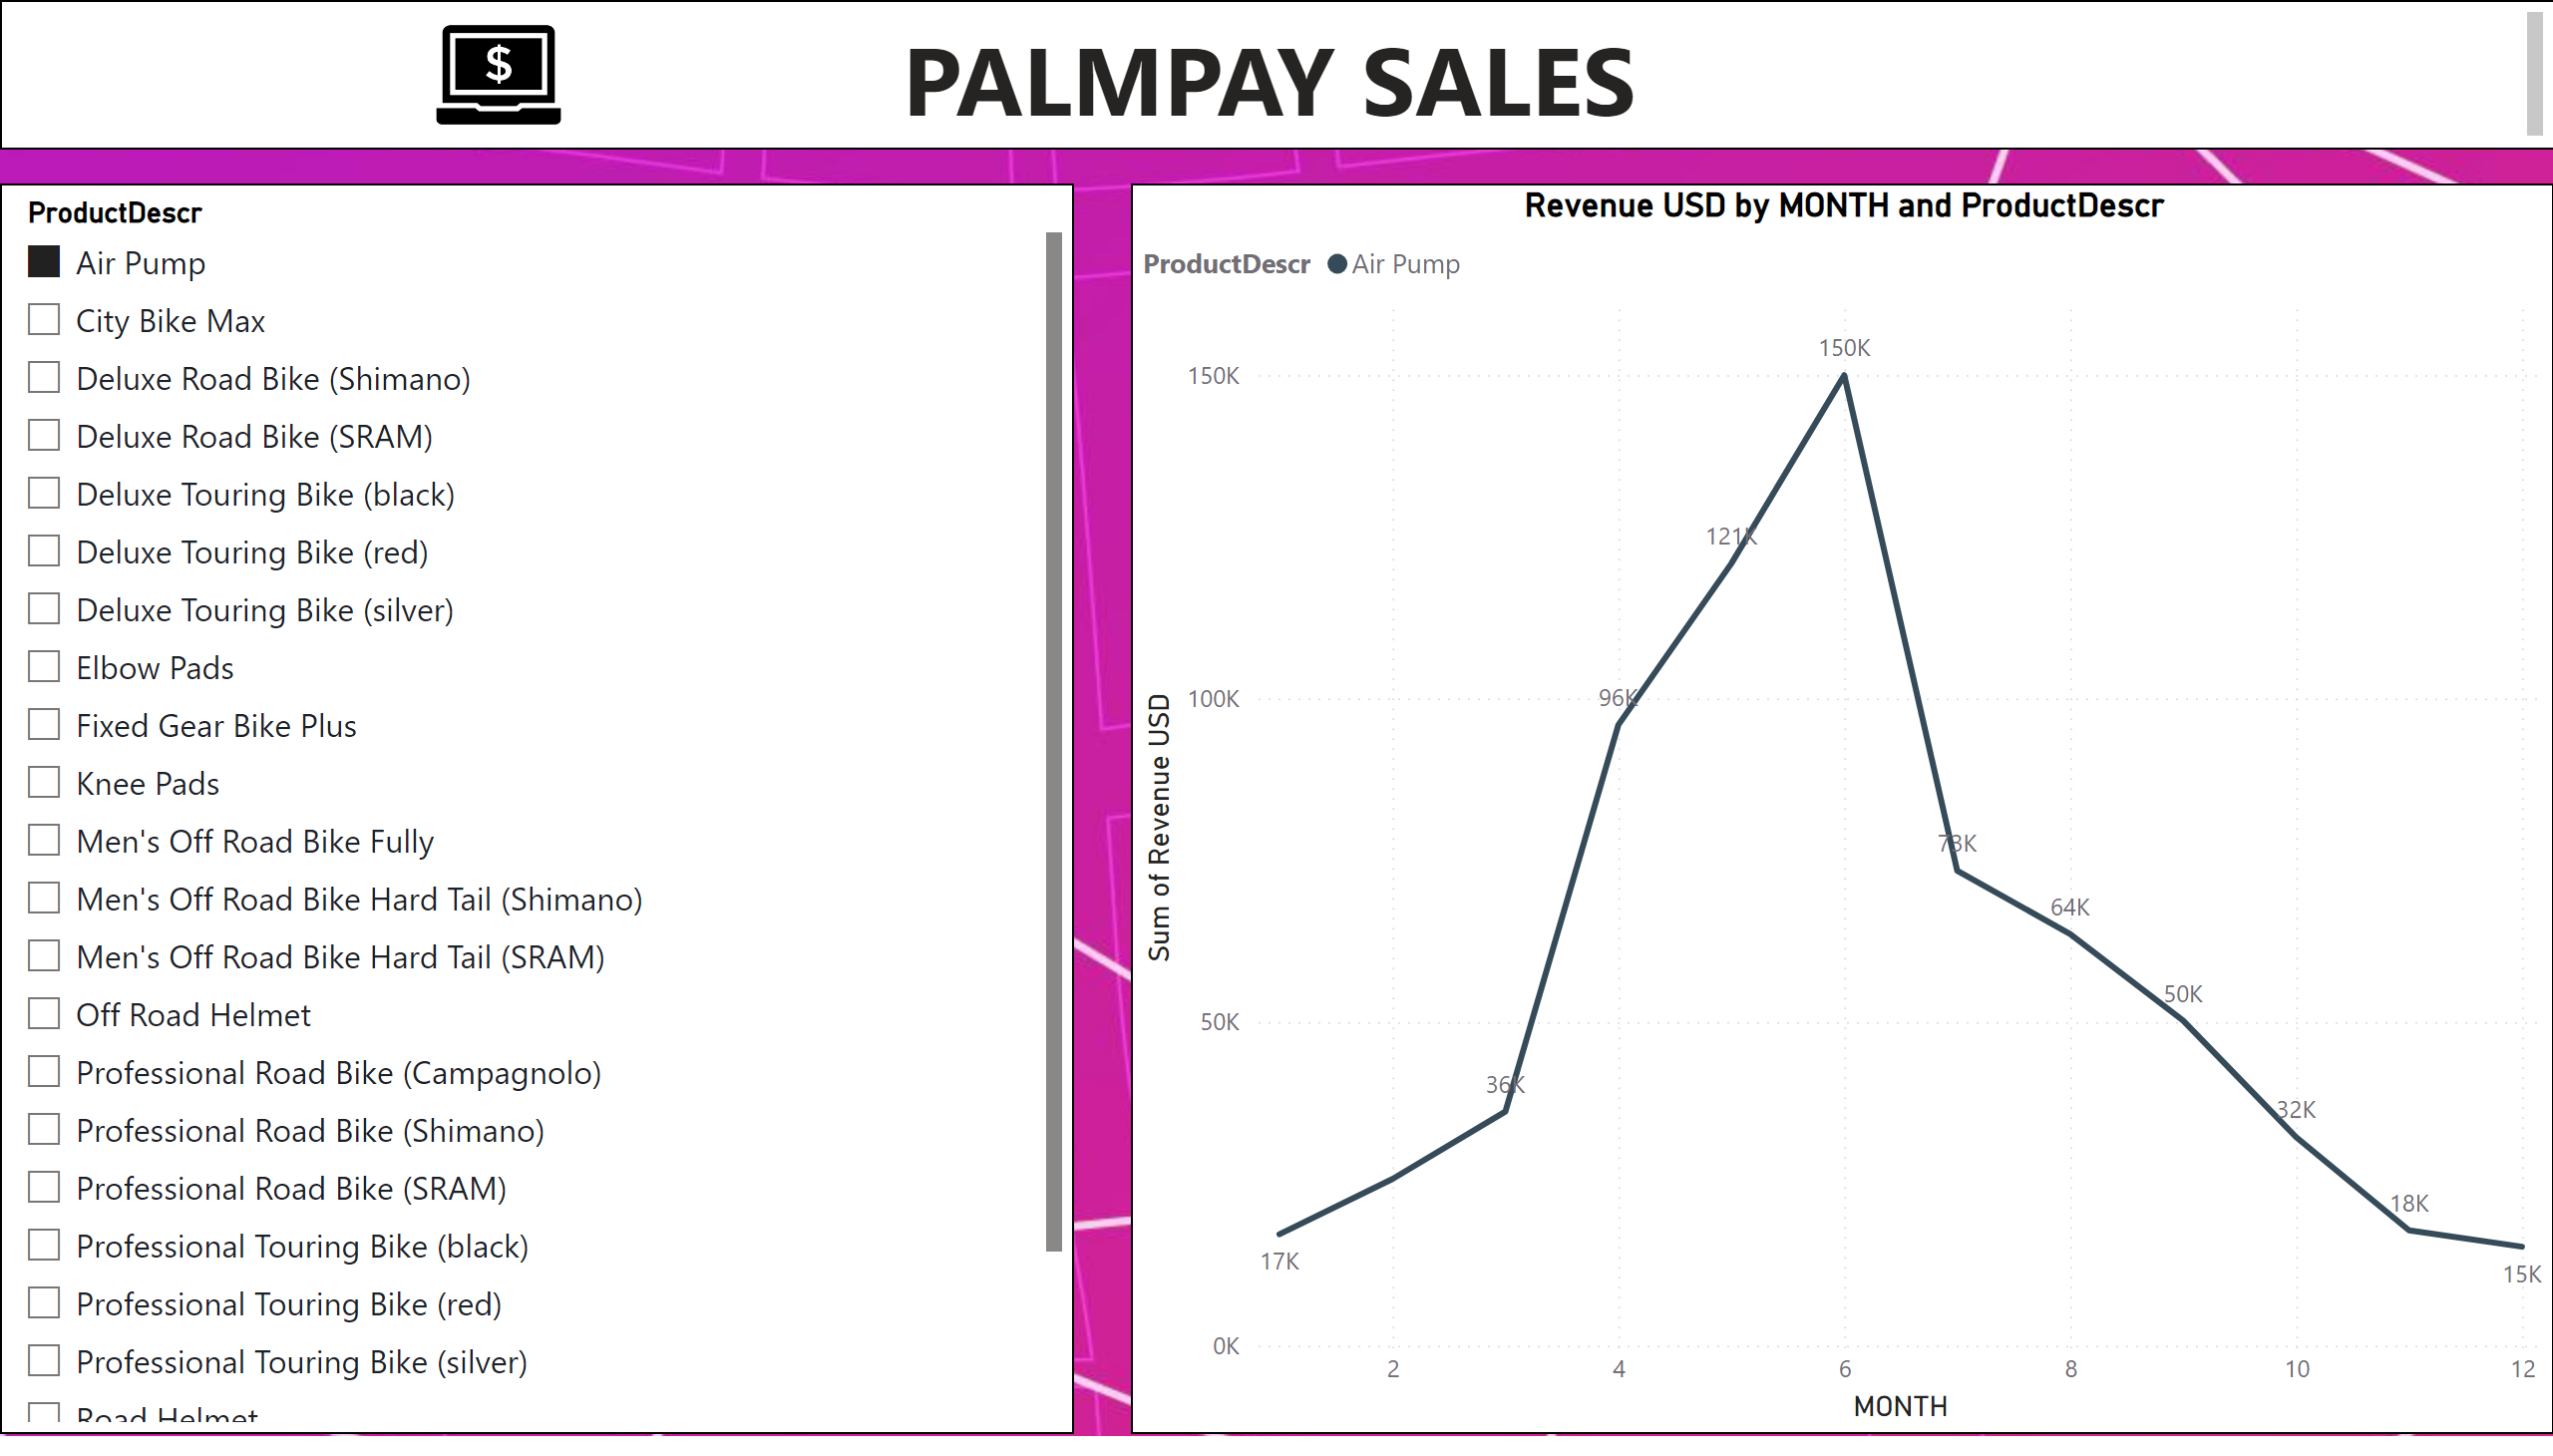 $
PALMPAY SALES
ProductDescr
Air Pump
City Bike Max
Deluxe Road Bike (Shimano)
Deluxe Road Bike (SRAM)
Deluxe Touring Bike (black)
Deluxe Touring Bike (red)
Deluxe Touring Bike (silver)
Elbow Pads
Fixed Gear Bike Plus
Knee Pads
Men's Off Road Bike Fully
Men's Off Road Bike Hard Tail (Shimano)
Men's Off Road Bike Hard Tail (SRAM)
Off Road Helmet
Professional Road Bike (Campagnolo)
Professional Road Bike (Shimano)
Professional Road Bike (SRAM)
Professional Touring Bike (black)
Professional Touring Bike (red)
Professional Touring Bike (silver)
Road Helmet
Revenue USD by MONTH and ProductDescr
ProductDescr Air Pump
Sum of Revenue USD
150K
100K
50K
0K
17K
36K
96K
121K
150K
73K
64K
50K
32K
18K
15K
2 4 6 8 10 12
MONTH